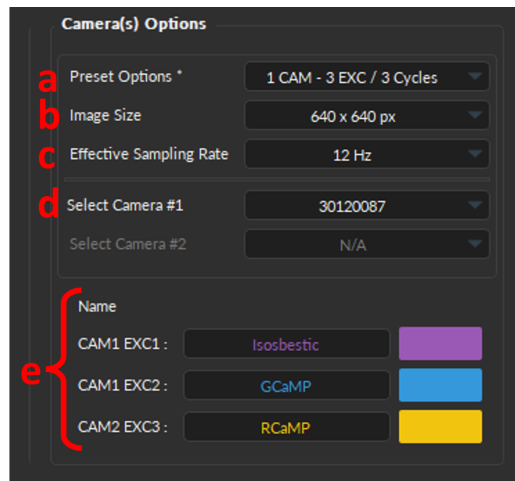 Camera(s) Options
a Preset Options * 1 CAM - 3 EXC / 3 Cycles
b Image Size 640 x 640 px
c Effective Sampling Rate 12 Hz
d Select Camera #1 30120087
Select Camera #2 N/A
Name
CAM1 EXC1 : Isosbestic
e
CAM1 EXC2 : GCaMP
CAM2 EXC3 : RCaMP